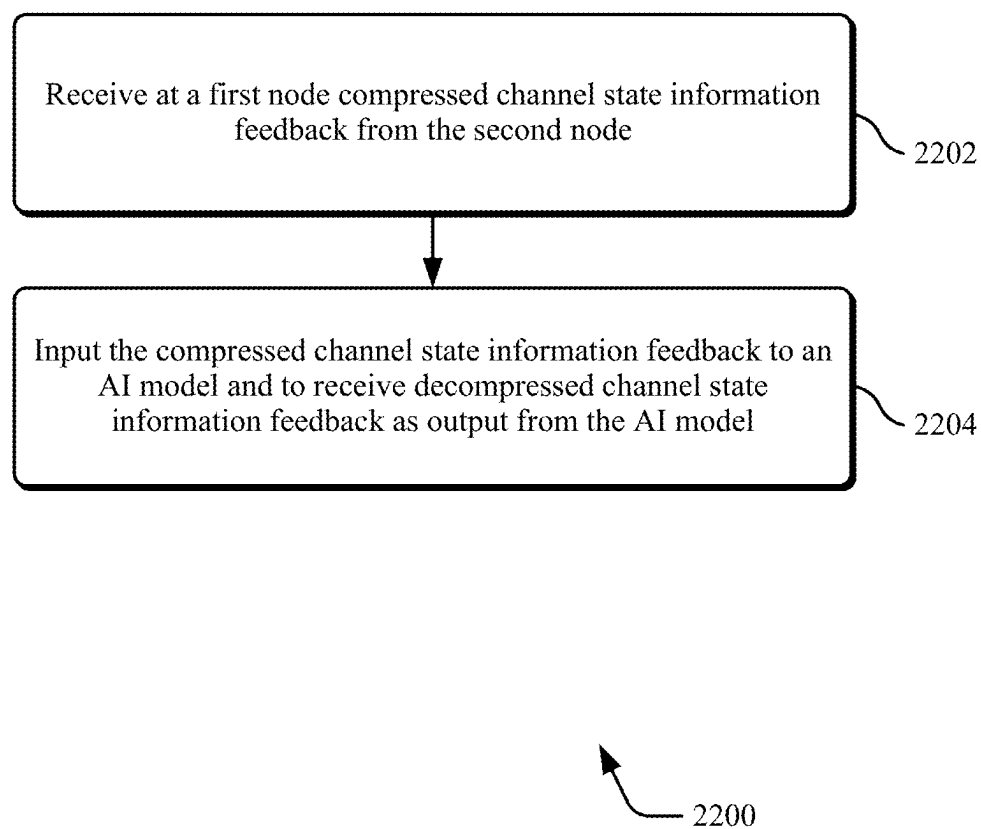 Receive at a first node compressed channel state information
feedback from the second node
2202
Input the compressed channel state information feedback to an
AI model and to receive decompressed channel state
information feedback as output from the AI model
2204
2200